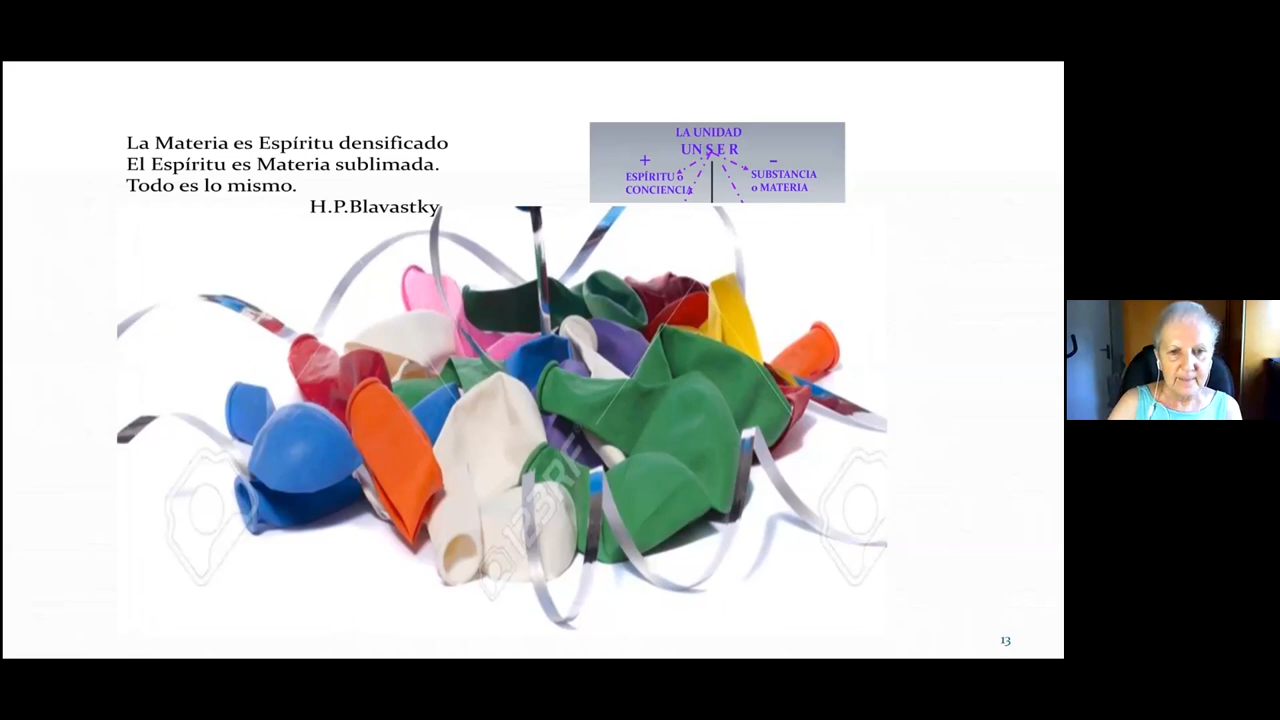 La Materia es Espíritu densificado
El Espíritu es Materia sublimada.
Todo es lo mismo.
H.P.Blavastky
LA UNIDAD
UN S E R
+
–
ESPÍRITU o
CONCIENCIA
SUBSTANCIA
o MATERIA
123RF
13